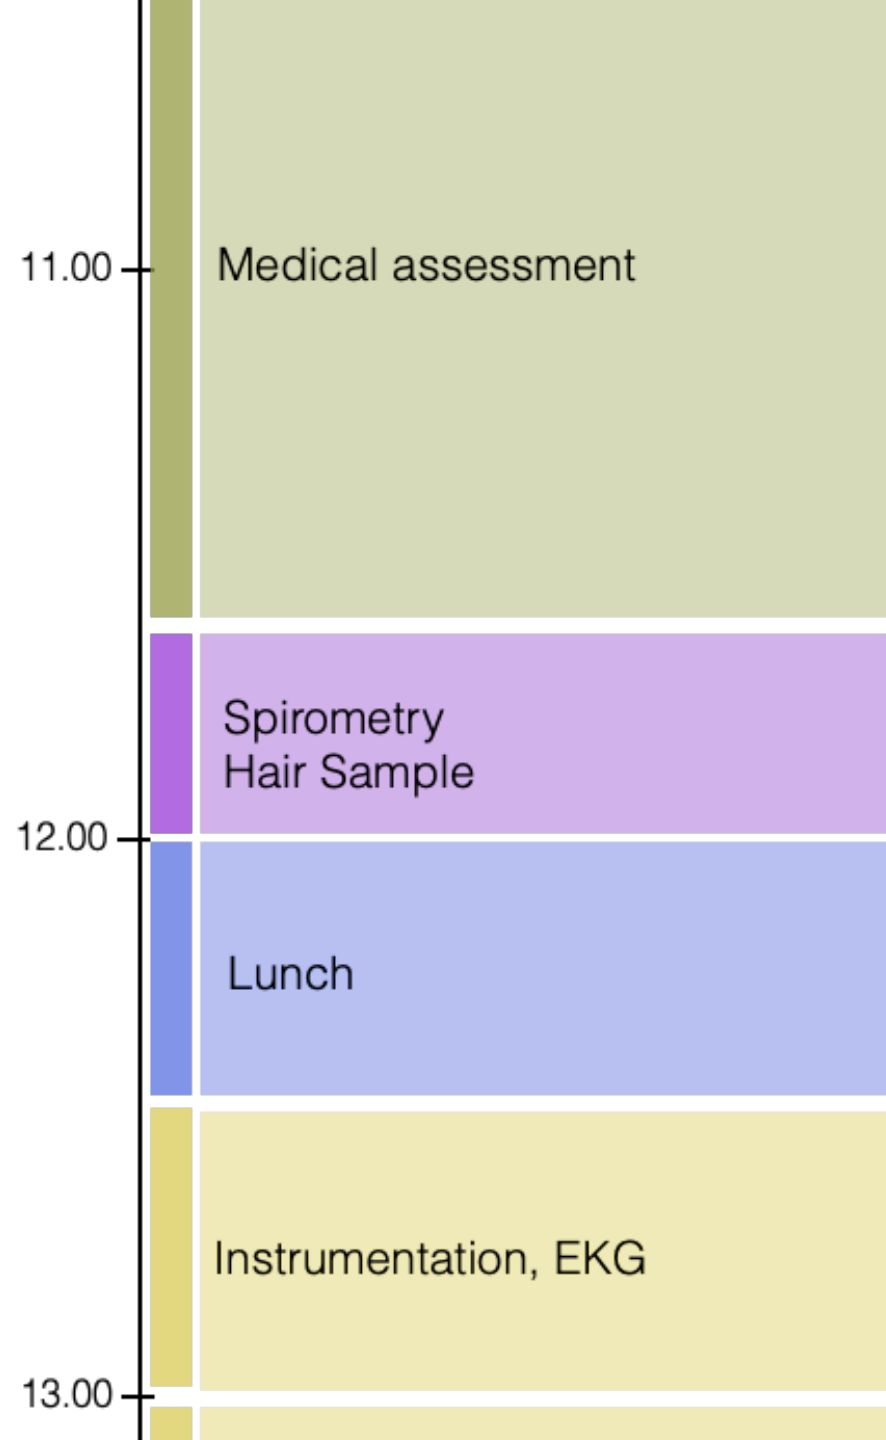 11.00
Medical assessment
Spirometry
Hair Sample
12.00
Lunch
Instrumentation, EKG
13.00